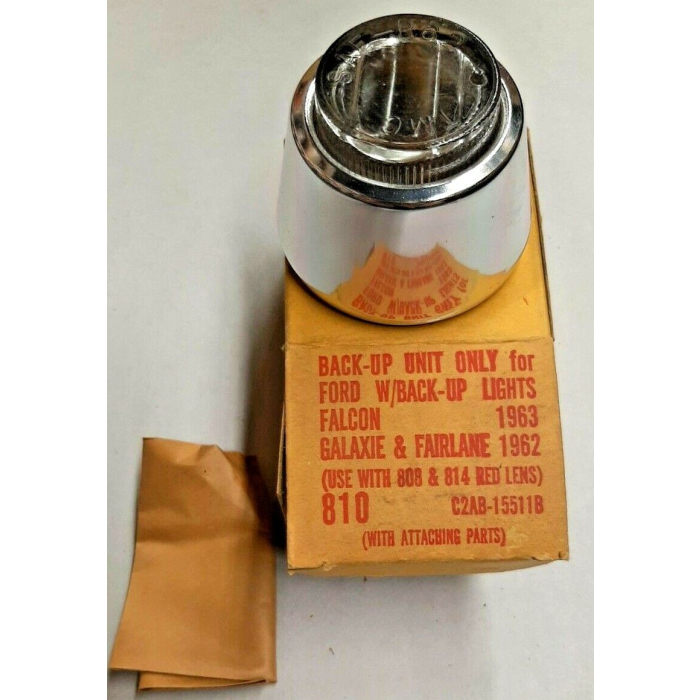 BACK-UP UNIT ONLY for
FORD W/BACK-UP LIGHTS
FALCON 1963
GALAXIE & FAIRLANE 1962
(USE WITH 808 & 814 RED LENS)
810 C2AB-15511B
(WITH ATTACHING PARTS)